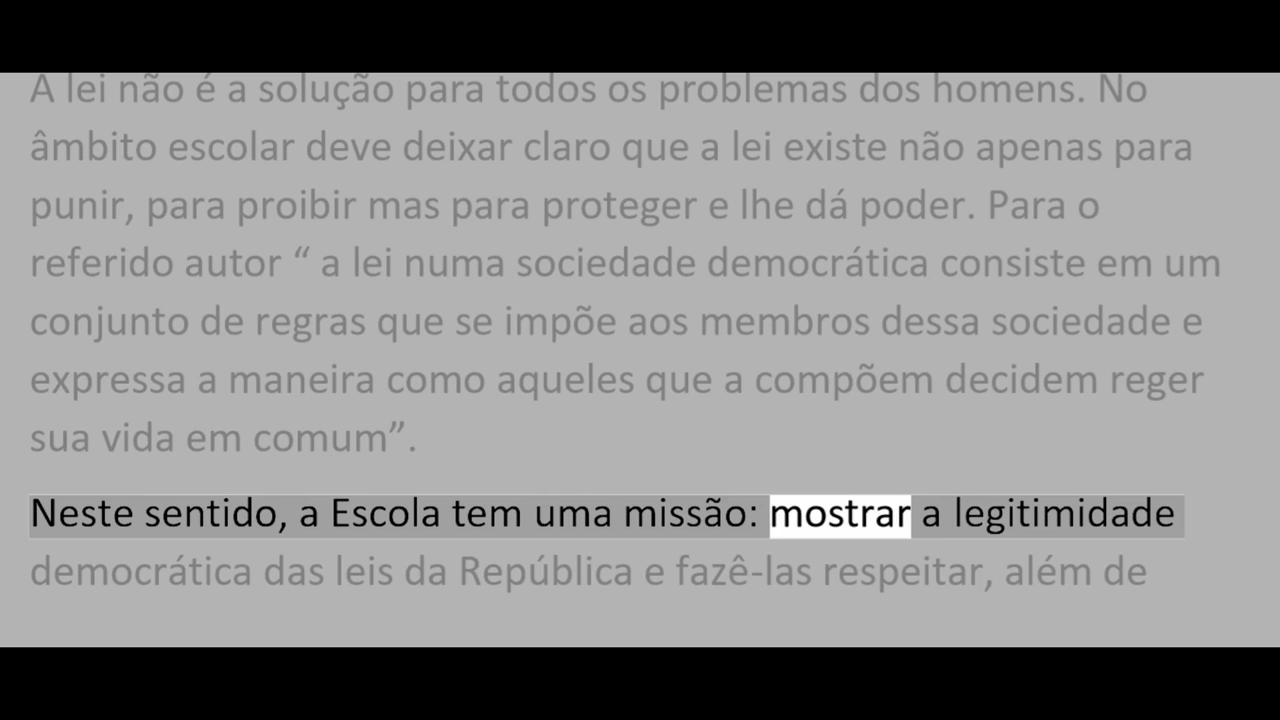 A lei não é a solução para todos os problemas dos homens. No
âmbito escolar deve deixar claro que a lei existe não apenas para
punir, para proibir mas para proteger e lhe dá poder. Para o
referido autor “ a lei numa sociedade democrática consiste em um
conjunto de regras que se impõe aos membros dessa sociedade e
expressa a maneira como aqueles que a compõem decidem reger
sua vida em comum”.
Neste sentido, a Escola tem uma missão: mostrar a legitimidade
democrática das leis da República e fazê-las respeitar, além de